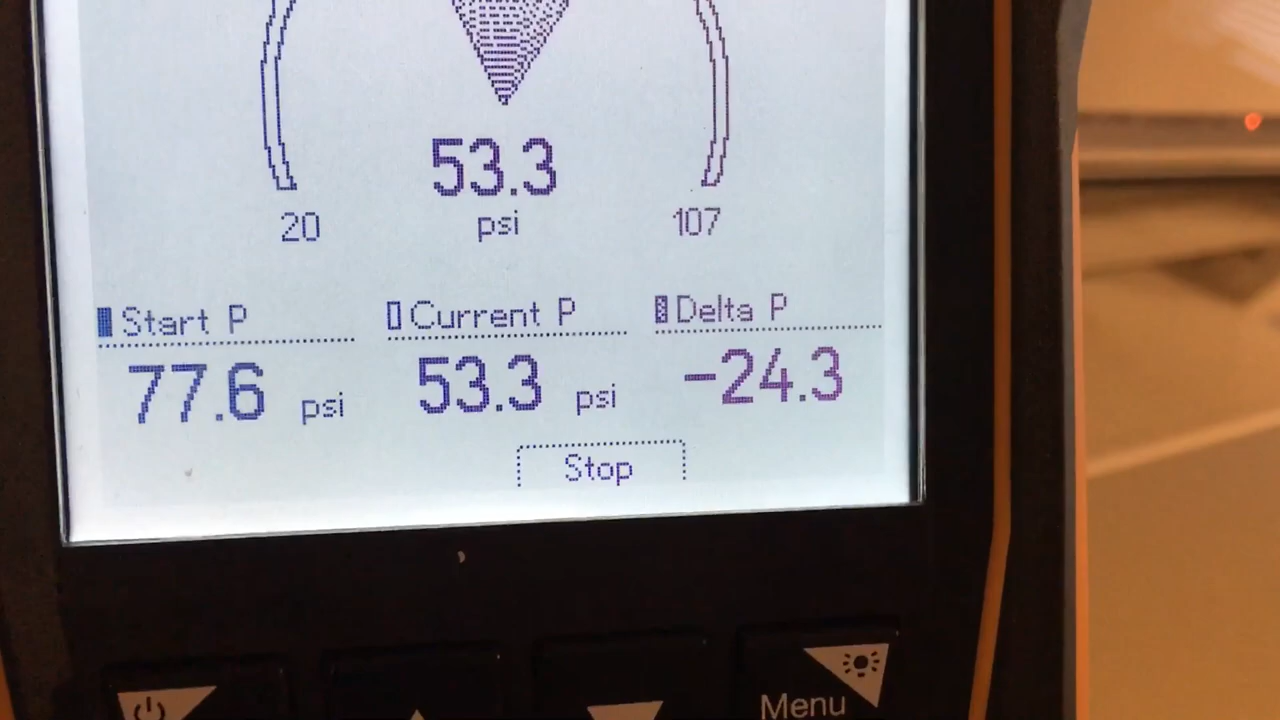 53.3
psi
20
107
Start P
Current P
Delta P
77.6 psi
53.3 psi
-24.3
Stop
Menu